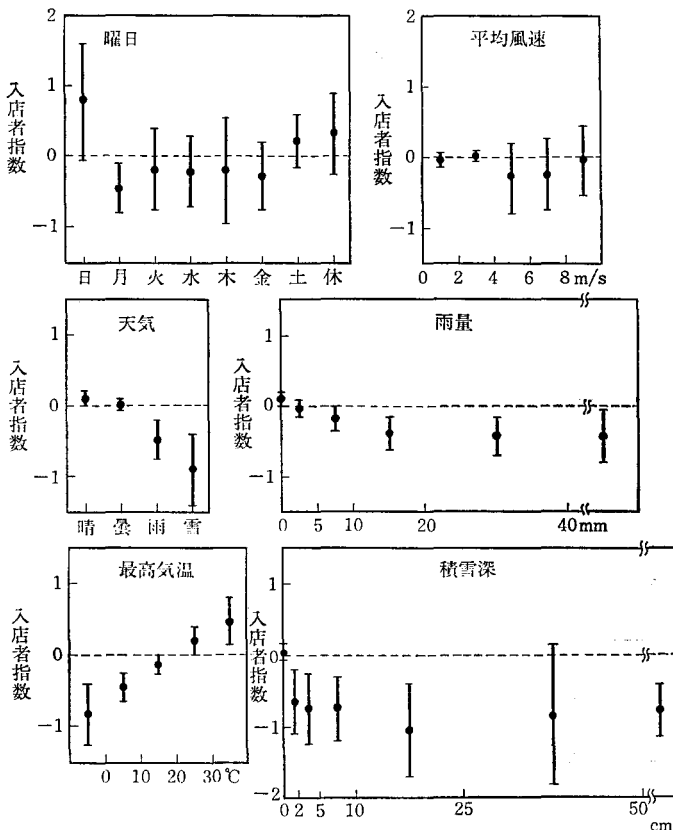 曜日
入店者指数
1
0
−1
日 月 火 水 木 金 土 休
平均風速
入店者指数
1
0
−1
0 2 4 6 8 m/s
天気
入店者指数
1
0
−1
晴 曇 雨 雪
雨量
入店者指数
1
0
−1
0 5 10 20 40 mm
最高気温
入店者指数
1
0
−1
0 10 20 30 ℃
積雪深
入店者指数
1
0
−1
−2
0 2 5 10 25 50
cm